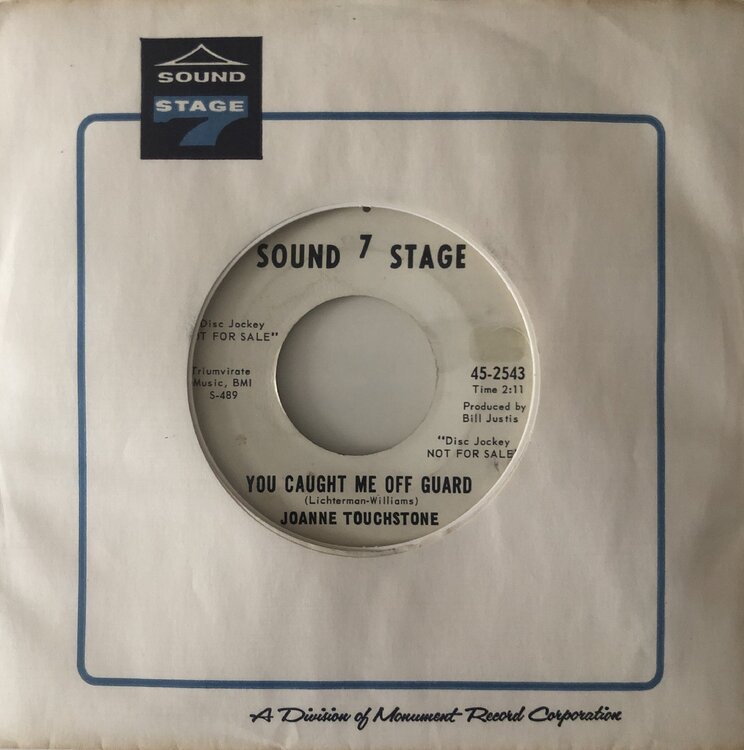 SOUND
STAGE
7
SOUND 7 STAGE
Disc Jockey
T FOR SALE"
Triumvirate
Music, BMI
S-489
45-2543
Time 2:11
Produced by
Bill Justis
"Disc Jockey
NOT FOR SALE
YOU CAUGHT ME OFF GUARD
(Lichterman-Williams)
JOANNE TOUCHSTONE
A Division of Monument Record Corporation